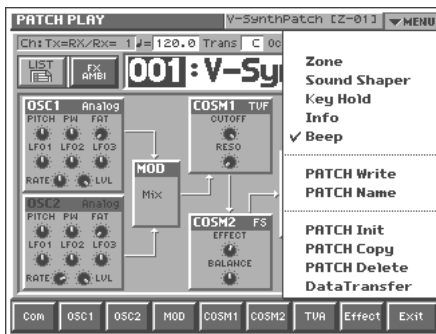 PATCH PLAY V-SynthPatch [Z-01] ▼MENU
Ch:Tx=RX/Rx= 1 ♩= 120.0 Trans C Oc
LIST FX AMBI 001:V-Sy
Zone
Sound Shaper
Key Hold
Info
✓ Beep
PATCH Write
PATCH Name
PATCH Init
PATCH Copy
PATCH Delete
DataTransfer
OSC1 Analog
PITCH PW FAT
LFO1 LFO2 LFO3
RATE LVL
OSC2 Analog
PITCH PW FAT
LFO1 LFO2 LFO3
RATE LVL
MOD
Mix
COSM1 TVF
CUTOFF
RESO
COSM2 FS
EFFECT
BALANCE
Com OSC1 OSC2 MOD COSM1 COSM2 TVA Effect Exit